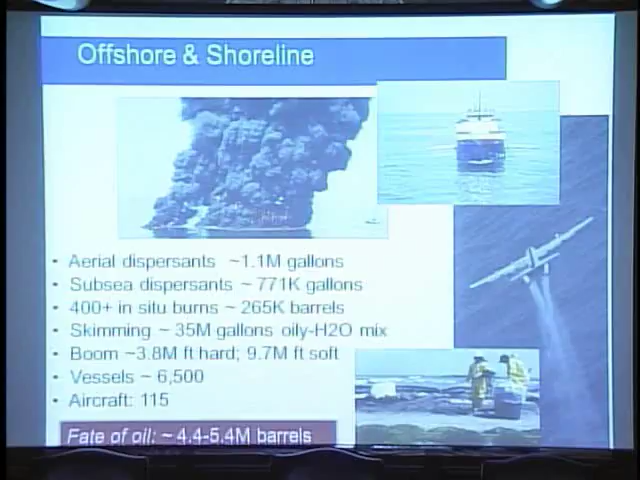 Offshore & Shoreline
• Aerial dispersants ~1.1M gallons
• Subsea dispersants ~ 771K gallons
• 400+ in situ burns ~ 265K barrels
• Skimming ~ 35M gallons oily-H2O mix
• Boom ~3.8M ft hard; 9.7M ft soft
• Vessels ~ 6,500
• Aircraft: 115
Fate of oil: ~ 4.4-5.4M barrels